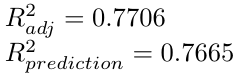 $R^2_{adj} = 0.7706$
$R^2_{prediction} = 0.7665$